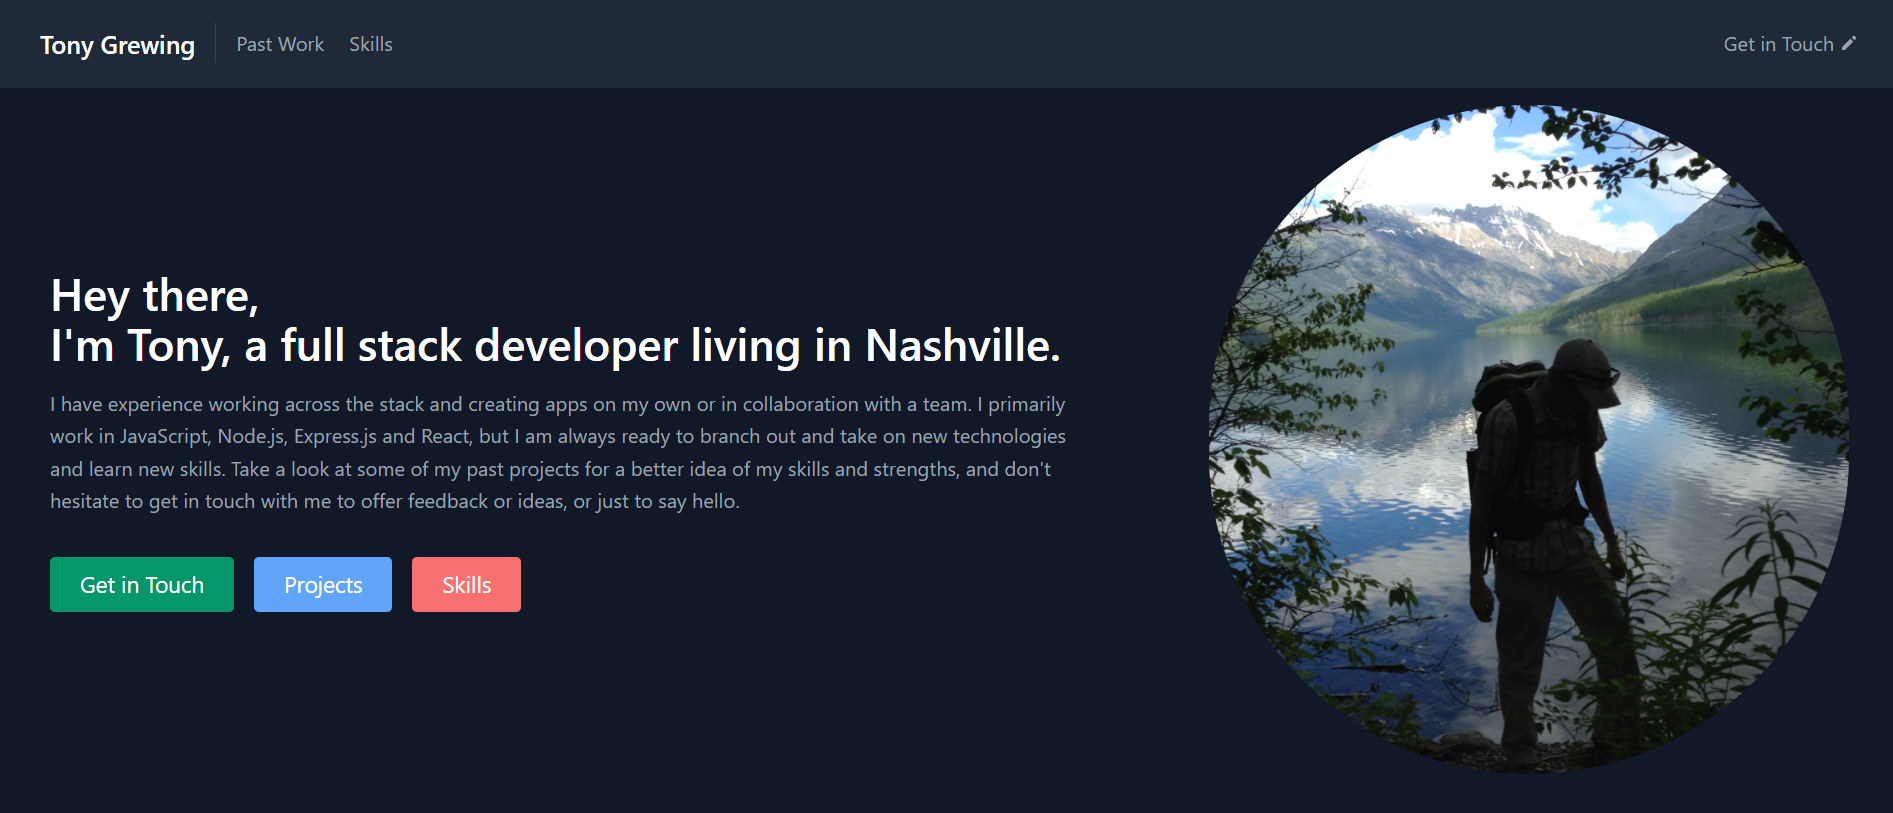 Tony Grewing
Past Work
Skills
Get in Touch
Hey there,
I'm Tony, a full stack developer living in Nashville.
I have experience working across the stack and creating apps on my own or in collaboration with a team. I primarily
work in JavaScript, Node.js, Express.js and React, but I am always ready to branch out and take on new technologies
and learn new skills. Take a look at some of my past projects for a better idea of my skills and strengths, and don't
hesitate to get in touch with me to offer feedback or ideas, or just to say hello.
Get in Touch
Projects
Skills